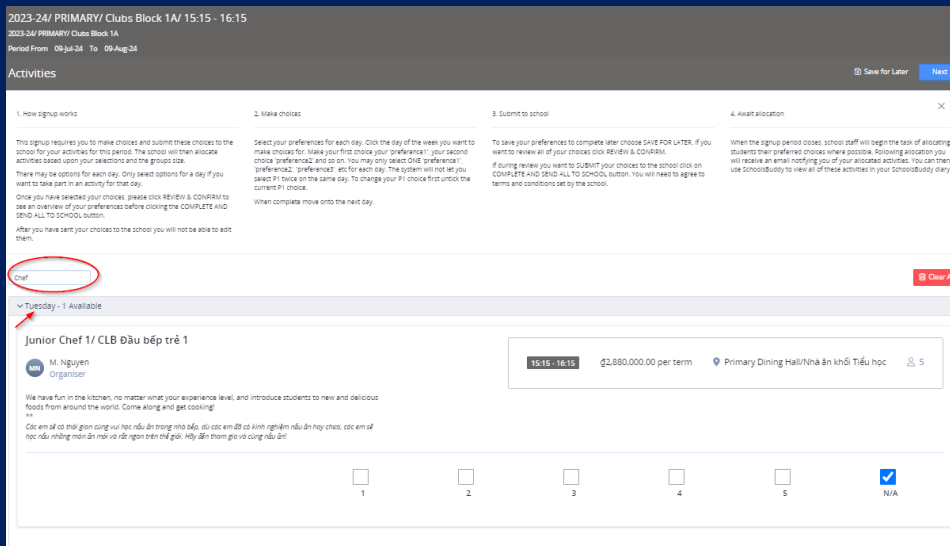 2023-24/ PRIMARY/ Clubs Block 1A/ 15:15 - 16:15
2023-24/ PRIMARY/ Clubs Block 1A
Period From 09-Jul-24 To 09-Aug-24
Activities
Save for Later
Next
1. How signup works
This signup requires you to make choices and submit these choices to the
school for your activities for this period. The school will then allocate
activities based upon your selections and the groups size.
There may be options for each day. Only select options for a day if you
want to take part in an activity for that day.
Once you have selected your choices, please click REVIEW & CONFIRM to
see an overview of your preferences before clicking the COMPLETE AND
SEND ALL TO SCHOOL button.
After you have sent your choices to the school you will not be able to edit
them.
2. Make choices
Select your preferences for each day. Click the day of the week you want to
make choices for. Make your first choice your 'preference1', your second
choice 'preference2' and so on. You may only select ONE 'preference1',
'preference2', 'preference3', etc for each day. The system will not let you
select P1 twice on the same day. To change your P1 choice first untick the
current P1 choice.
When complete move onto the next day.
3. Submit to school
To save your preferences to complete later choose SAVE FOR LATER. If you
want to review all of your choices click REVIEW & CONFIRM.
If during review you want to SUBMIT your choices to the school click on
COMPLETE AND SEND ALL TO SCHOOL button. You will need to agree to
terms and conditions set by the school.
4. Await allocation
When the signup period closes, school staff will begin the task of allocating
students their preferred choices where possible. Following allocation you
will receive an email notifying you of your allocated activities. You can then
use SchoolsBuddy to view all of these activities in your SchoolsBuddy diary
Chef
Clear A
Tuesday - 1 Available
Junior Chef 1/ CLB Đầu bếp trẻ 1
MN
M. Nguyen
Organiser
15:15 - 16:15
₫2,880,000.00 per term
Primary Dining Hall/Nhà ăn khối Tiểu học
5
We have fun in the kitchen, no matter what your experience level, and introduce students to new and delicious
foods from around the world. Come along and get cooking!
**
Các em sẽ có thời gian cùng vui học nấu ăn trong nhà bếp, dù các em đã có kinh nghiệm nấu ăn hay chưa, các em sẽ
học nấu những món ăn mới và rất ngon trên thế giới. Hãy đến tham gia và cùng nấu ăn!
1
2
3
4
5
N/A